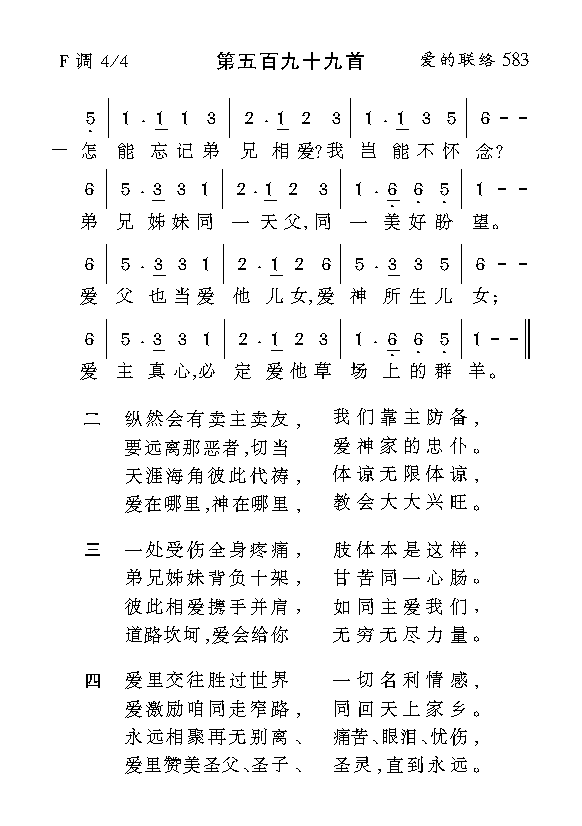 F 调 4/4 第五百九十九首 爱的联络 583
5 | 1 . 1 1 3 | 2 . 1 2 3 | 1 . 1 3 5 | 6 - -
一 怎 能 忘记弟 兄 相爱?我 岂 能不怀 念?
6 | 5 . 3 3 1 | 2 . 1 2 3 | 1 . 6 6 5 | 1 - -
弟 兄 姊妹同 一 天父,同 一 美好盼 望。
6 | 5 . 3 3 1 | 2 . 1 2 6 | 5 . 3 3 5 | 6 - -
爱 父 也当爱 他 儿女,爱 神 所生儿 女;
6 | 5 . 3 3 1 | 2 . 1 2 3 | 1 . 6 6 5 | 1 - -
爱 主 真心,必 定 爱他草 场 上的群 羊。
二 纵然会有卖主卖友, 我们靠主防备,
要远离那恶者,切当 爱神家的忠仆。
天涯海角彼此代祷, 体谅无限体谅,
爱在哪里,神在哪里, 教会大大兴旺。
三 一处受伤全身疼痛, 肢体本是这样,
弟兄姊妹背负十架, 甘苦同一心肠。
彼此相爱携手并肩, 如同主爱我们,
道路坎坷,爱会给你 无穷无尽力量。
四 爱里交往胜过世界 一切名利情感,
爱激励咱同走窄路, 同回天上家乡。
永远相聚再无别离、 痛苦、眼泪、忧伤,
爱里赞美圣父、圣子、 圣灵,直到永远。